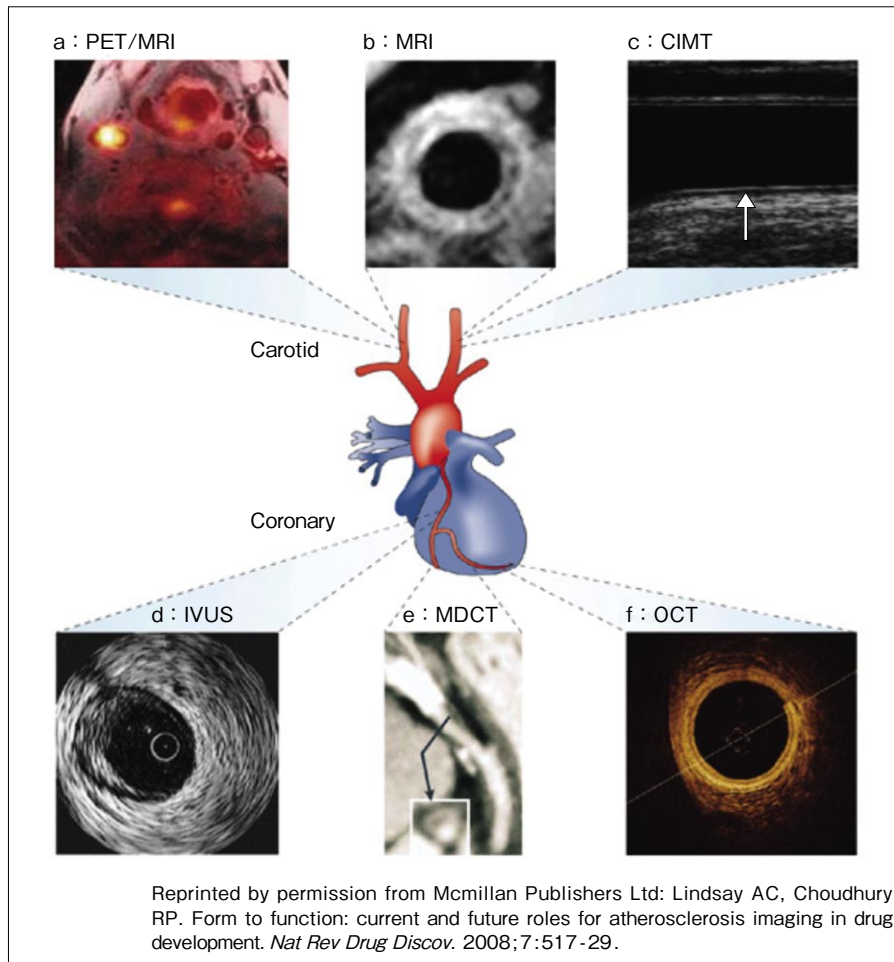 a：PET/MRI
b：MRI
c：CIMT
Carotid
Coronary
d：IVUS
e：MDCT
f：OCT
Reprinted by permission from Mcmillan Publishers Ltd: Lindsay AC, Choudhury
RP. Form to function: current and future roles for atherosclerosis imaging in drug
development. Nat Rev Drug Discov. 2008;7:517-29.